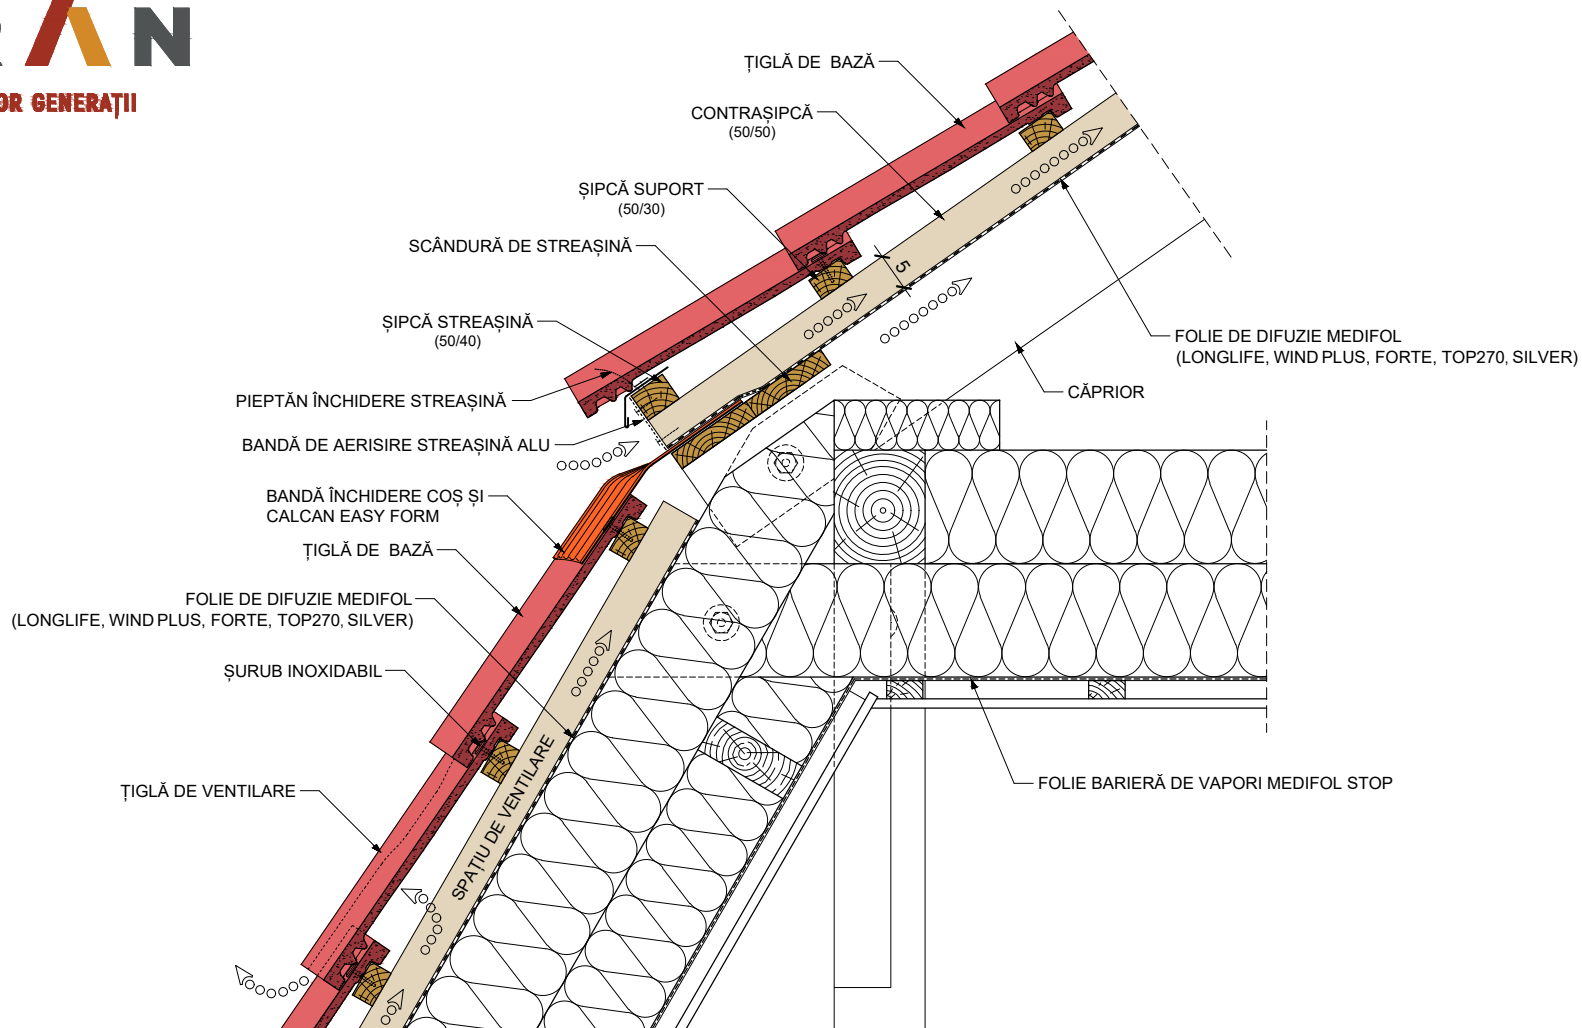 RAN
OR GENERAȚII
ȚIGLĂ DE BAZĂ
CONTRAȘIPCĂ
(50/50)
ȘIPCĂ SUPORT
(50/30)
SCÂNDURĂ DE STREAȘINĂ
ȘIPCĂ STREAȘINĂ
(50/40)
PIEPTĂN ÎNCHIDERE STREAȘINĂ
BANDĂ DE AERISIRE STREAȘINĂ ALU
BANDĂ ÎNCHIDERE COȘ ȘI
CALCAN EASY FORM
ȚIGLĂ DE BAZĂ
FOLIE DE DIFUZIE MEDIFOL
(LONGLIFE, WIND PLUS, FORTE, TOP270, SILVER)
ȘURUB INOXIDABIL
ȚIGLĂ DE VENTILARE
SPAȚIU DE VENTILARE
5
FOLIE DE DIFUZIE MEDIFOL
(LONGLIFE, WIND PLUS, FORTE, TOP270, SILVER)
CĂPRIOR
FOLIE BARIERĂ DE VAPORI MEDIFOL STOP